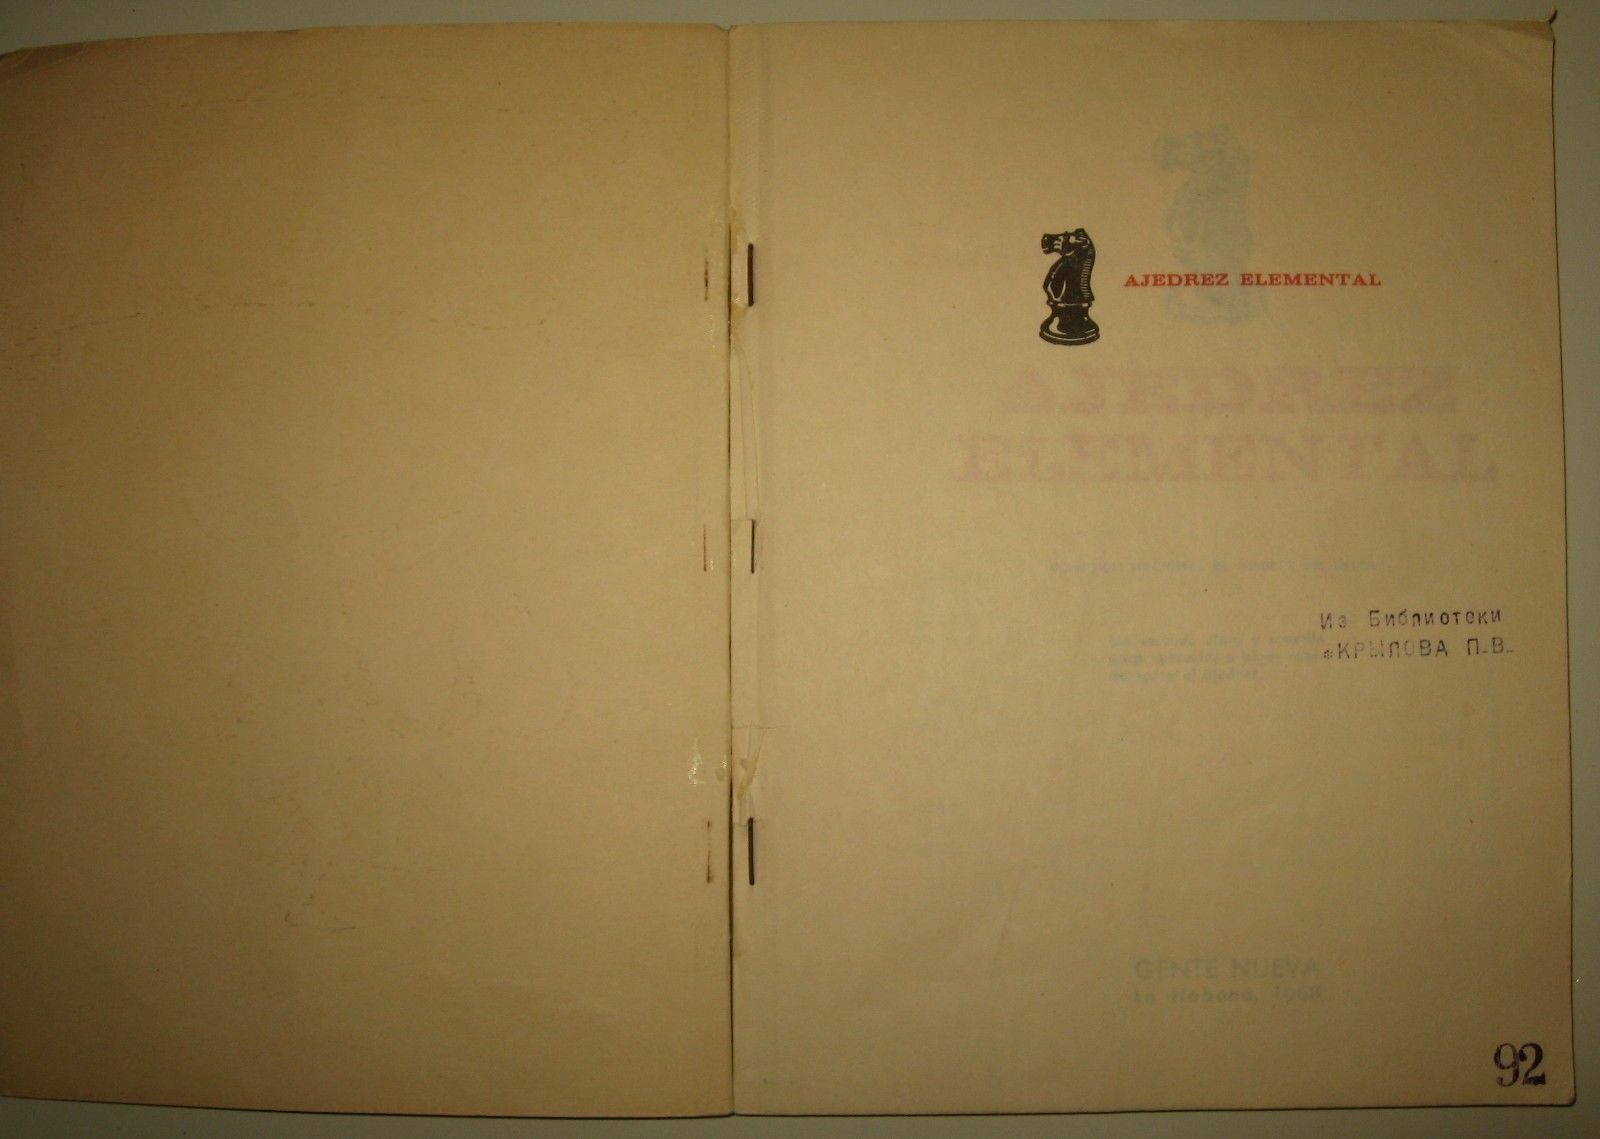 AJEDREZ ELEMENTAL
AJEDREZ
ELEMENTAL
Из Библиотеки
«КРЫЛОВА П.В.
GENTE NUEVA
La Habana, 1968
92